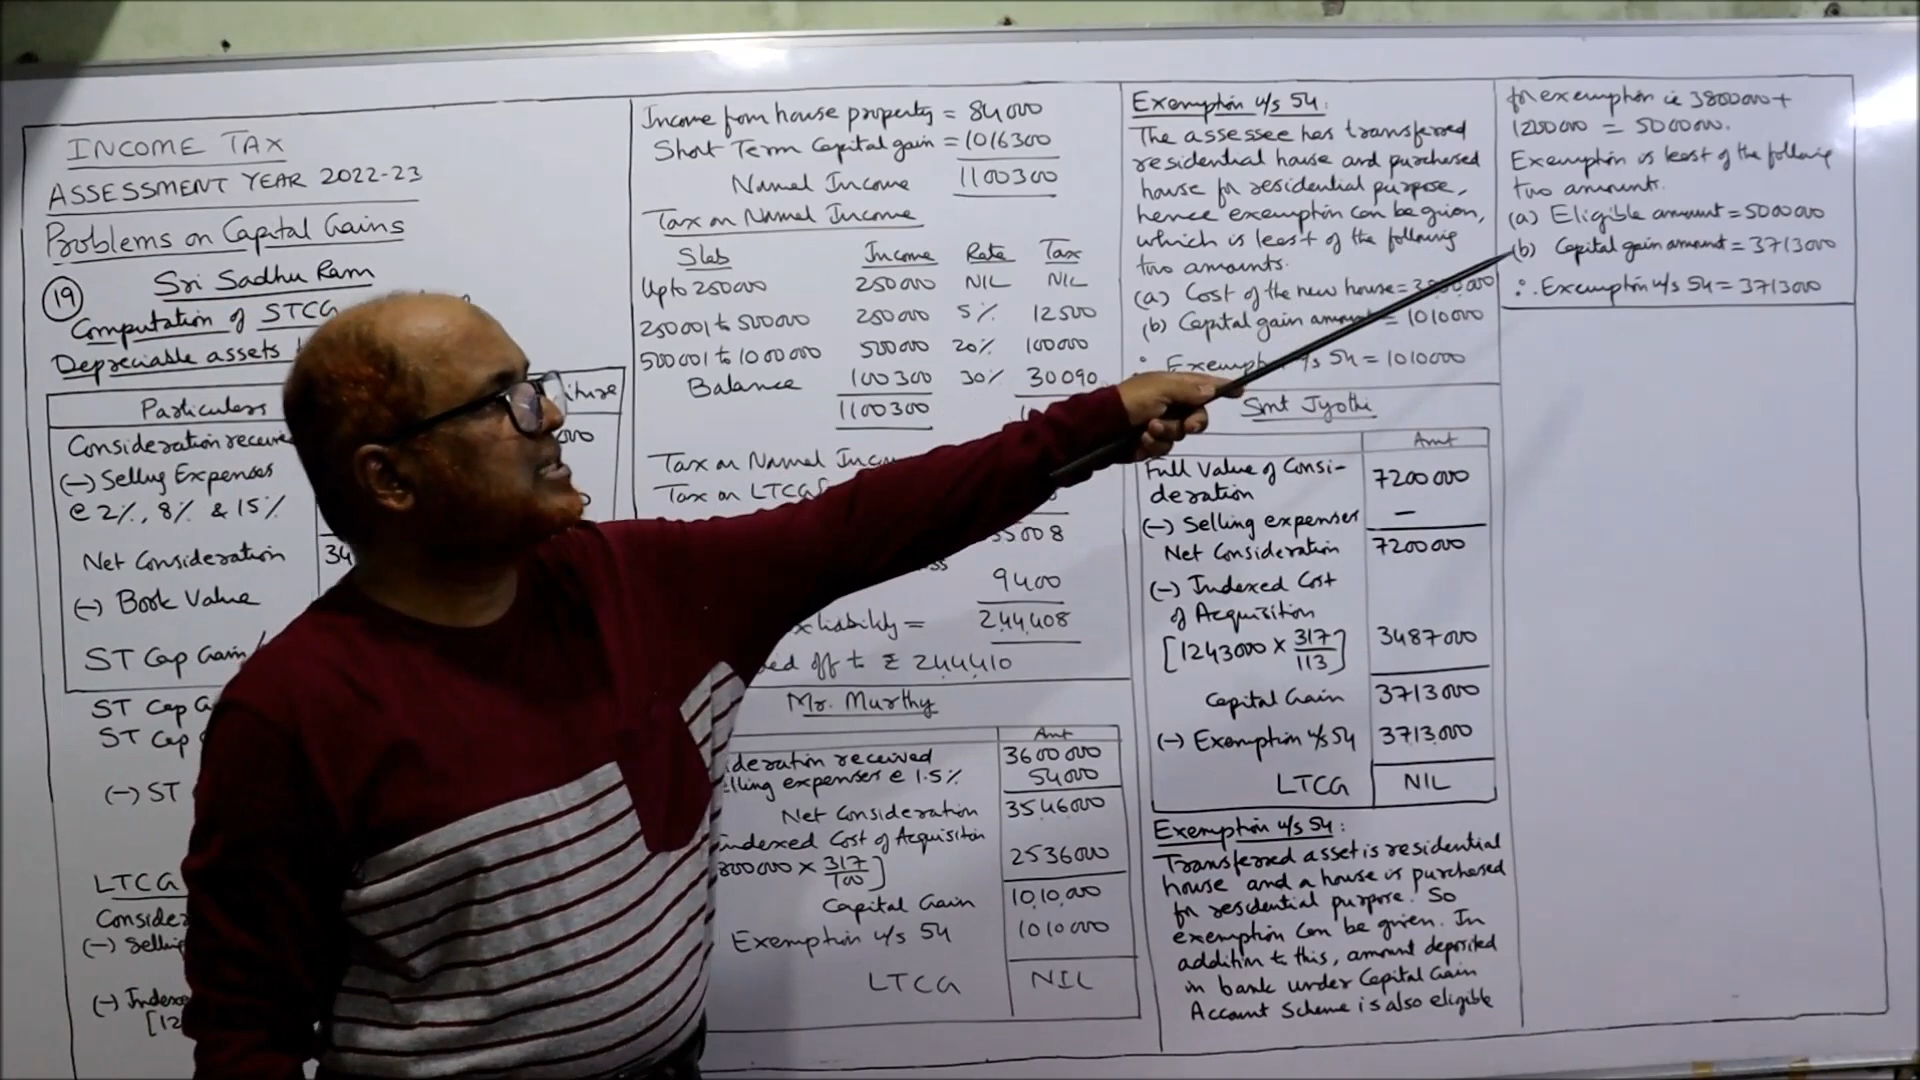 INCOME TAX
ASSESSMENT YEAR 2022-23
Problems on Capital Gains
19
Sri Sadhu Ram
Computation of STCG
Depreciable assets
Particulars
Consideration receive
(-) Selling Expenses
@ 2%, 8% & 15%
Net Consideration 34
(-) Book Value
ST Cap Gain/
ST Cap G
ST Cap
(-) ST
LTCG
Conside
(-) Selling
(-) Indexe
[12
Income from house property = 84000
Short Term Capital gain = 1016300
Normal Income 1100300
Tax on Normal Income
Slab Income Rate Tax
Upto 250000 250000 NIL NIL
250001 to 500000 250000 5% 12500
500001 to 1000000 500000 20% 100000
Balance 100300 30% 30090
1100300
Tax on Normal Inco
Tax on LTCG
5008
9400
x liability = 2,44,408
ded off to ₹ 244410
Mr. Murthy
Amt
ideration received 3600000
lling expenses @ 1.5% 54000
Net Consideration 3546000
Indexed Cost of Acquisition
800000 × 317/100] 2536000
Capital Gain 10,10,000
Exemption u/s 54 1010000
LTCG NIL
Exemption u/s 54:
The assessee has transferred
residential house and purchased
house for residential purpose,
hence exemption can be given,
which is least of the following
two amounts.
(a) Cost of the new house =
(b) Capital gain amount = 1010000
∴ Exemption u/s 54 = 1010000
Smt Jyothi
Amt
Full Value of Consi-
deration 7200000
(-) Selling expenses —
Net Consideration 7200000
(-) Indexed Cost
of Acquisition
[1243000 × 317/113] 3487000
Capital Gain 3713000
(-) Exemption u/s 54 3713000
LTCG NIL
Exemption u/s 54:
Transferred asset is residential
house and a house is purchased
for residential purpose. So
exemption can be given. In
addition to this, amount deposited
in bank under Capital Gain
Account Scheme is also eligible
for exemption ie 3800000+
1200000 = 5000000.
Exemption is least of the following
two amounts.
(a) Eligible amount = 5000000
(b) Capital gain amount = 3713000
∴ Exemption u/s 54 = 3713000